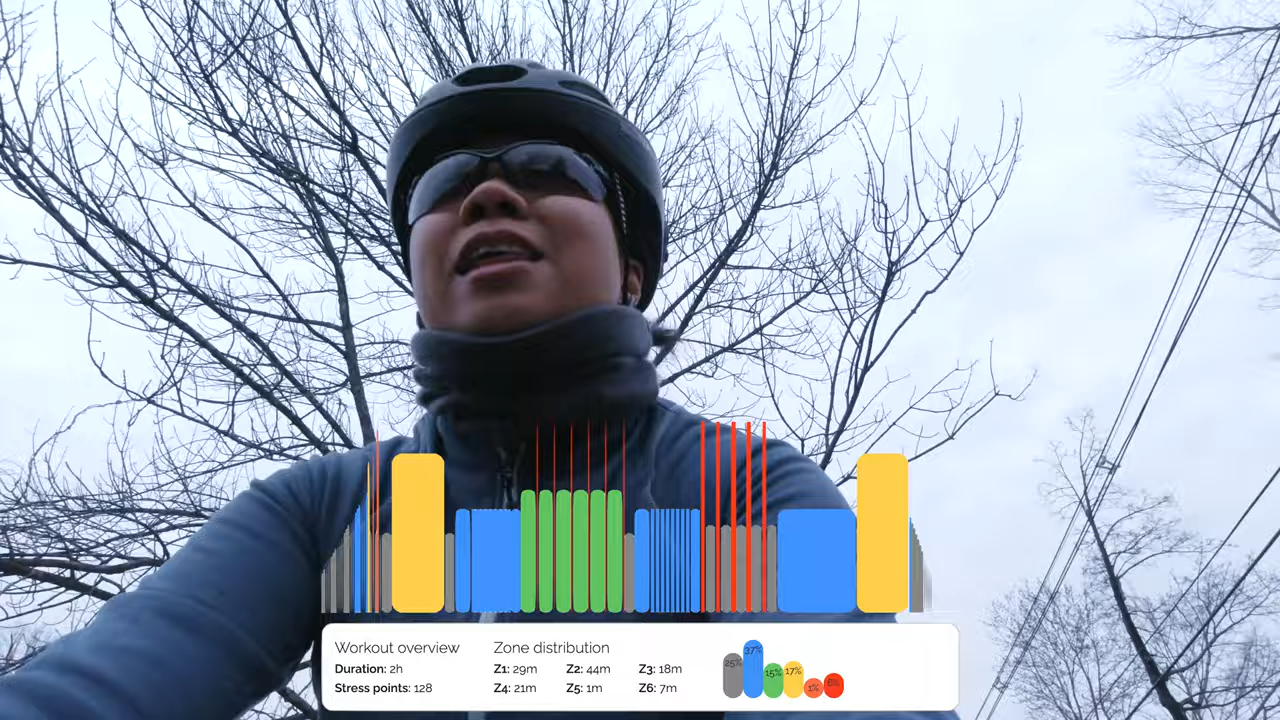 Workout overview
Duration: 2h
Stress points: 128
Zone distribution
Z1: 29m Z2: 44m Z3: 18m
Z4: 21m Z5: 1m Z6: 7m
25% 37% 15% 17% 1% 6%